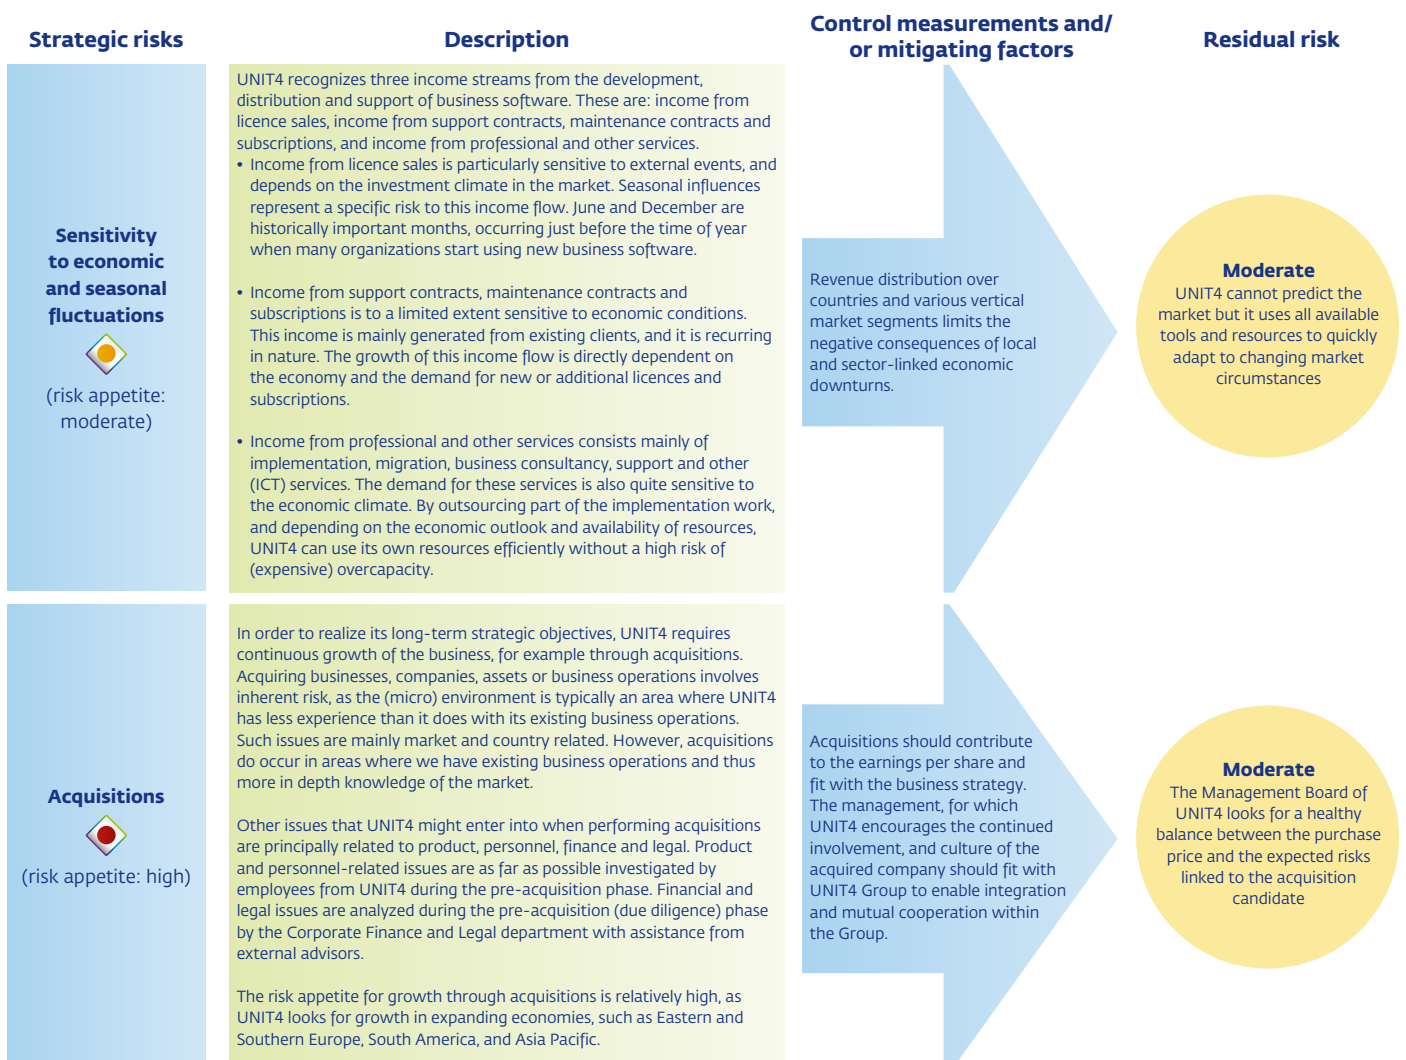 Strategic risks
Description
Control measurements and/
or mitigating factors
Residual risk
Sensitivity
to economic
and seasonal
fluctuations
(risk appetite:
moderate)
UNIT4 recognizes three income streams from the development,
distribution and support of business software. These are: income from
licence sales, income from support contracts, maintenance contracts and
subscriptions, and income from professional and other services.
• Income from licence sales is particularly sensitive to external events, and
depends on the investment climate in the market. Seasonal influences
represent a specific risk to this income flow. June and December are
historically important months, occurring just before the time of year
when many organizations start using new business software.
• Income from support contracts, maintenance contracts and
subscriptions is to a limited extent sensitive to economic conditions.
This income is mainly generated from existing clients, and it is recurring
in nature. The growth of this income flow is directly dependent on
the economy and the demand for new or additional licences and
subscriptions.
• Income from professional and other services consists mainly of
implementation, migration, business consultancy, support and other
(ICT) services. The demand for these services is also quite sensitive to
the economic climate. By outsourcing part of the implementation work,
and depending on the economic outlook and availability of resources,
UNIT4 can use its own resources efficiently without a high risk of
(expensive) overcapacity.
Revenue distribution over
countries and various vertical
market segments limits the
negative consequences of local
and sector-linked economic
downturns.
Moderate
UNIT4 cannot predict the
market but it uses all available
tools and resources to quickly
adapt to changing market
circumstances
Acquisitions
(risk appetite: high)
In order to realize its long-term strategic objectives, UNIT4 requires
continuous growth of the business, for example through acquisitions.
Acquiring businesses, companies, assets or business operations involves
inherent risk, as the (micro) environment is typically an area where UNIT4
has less experience than it does with its existing business operations.
Such issues are mainly market and country related. However, acquisitions
do occur in areas where we have existing business operations and thus
more in depth knowledge of the market.
Other issues that UNIT4 might enter into when performing acquisitions
are principally related to product, personnel, finance and legal. Product
and personnel-related issues are as far as possible investigated by
employees from UNIT4 during the pre-acquisition phase. Financial and
legal issues are analyzed during the pre-acquisition (due diligence) phase
by the Corporate Finance and Legal department with assistance from
external advisors.
The risk appetite for growth through acquisitions is relatively high, as
UNIT4 looks for growth in expanding economies, such as Eastern and
Southern Europe, South America, and Asia Pacific.
Acquisitions should contribute
to the earnings per share and
fit with the business strategy.
The management, for which
UNIT4 encourages the continued
involvement, and culture of the
acquired company should fit with
UNIT4 Group to enable integration
and mutual cooperation within
the Group.
Moderate
The Management Board of
UNIT4 looks for a healthy
balance between the purchase
price and the expected risks
linked to the acquisition
candidate